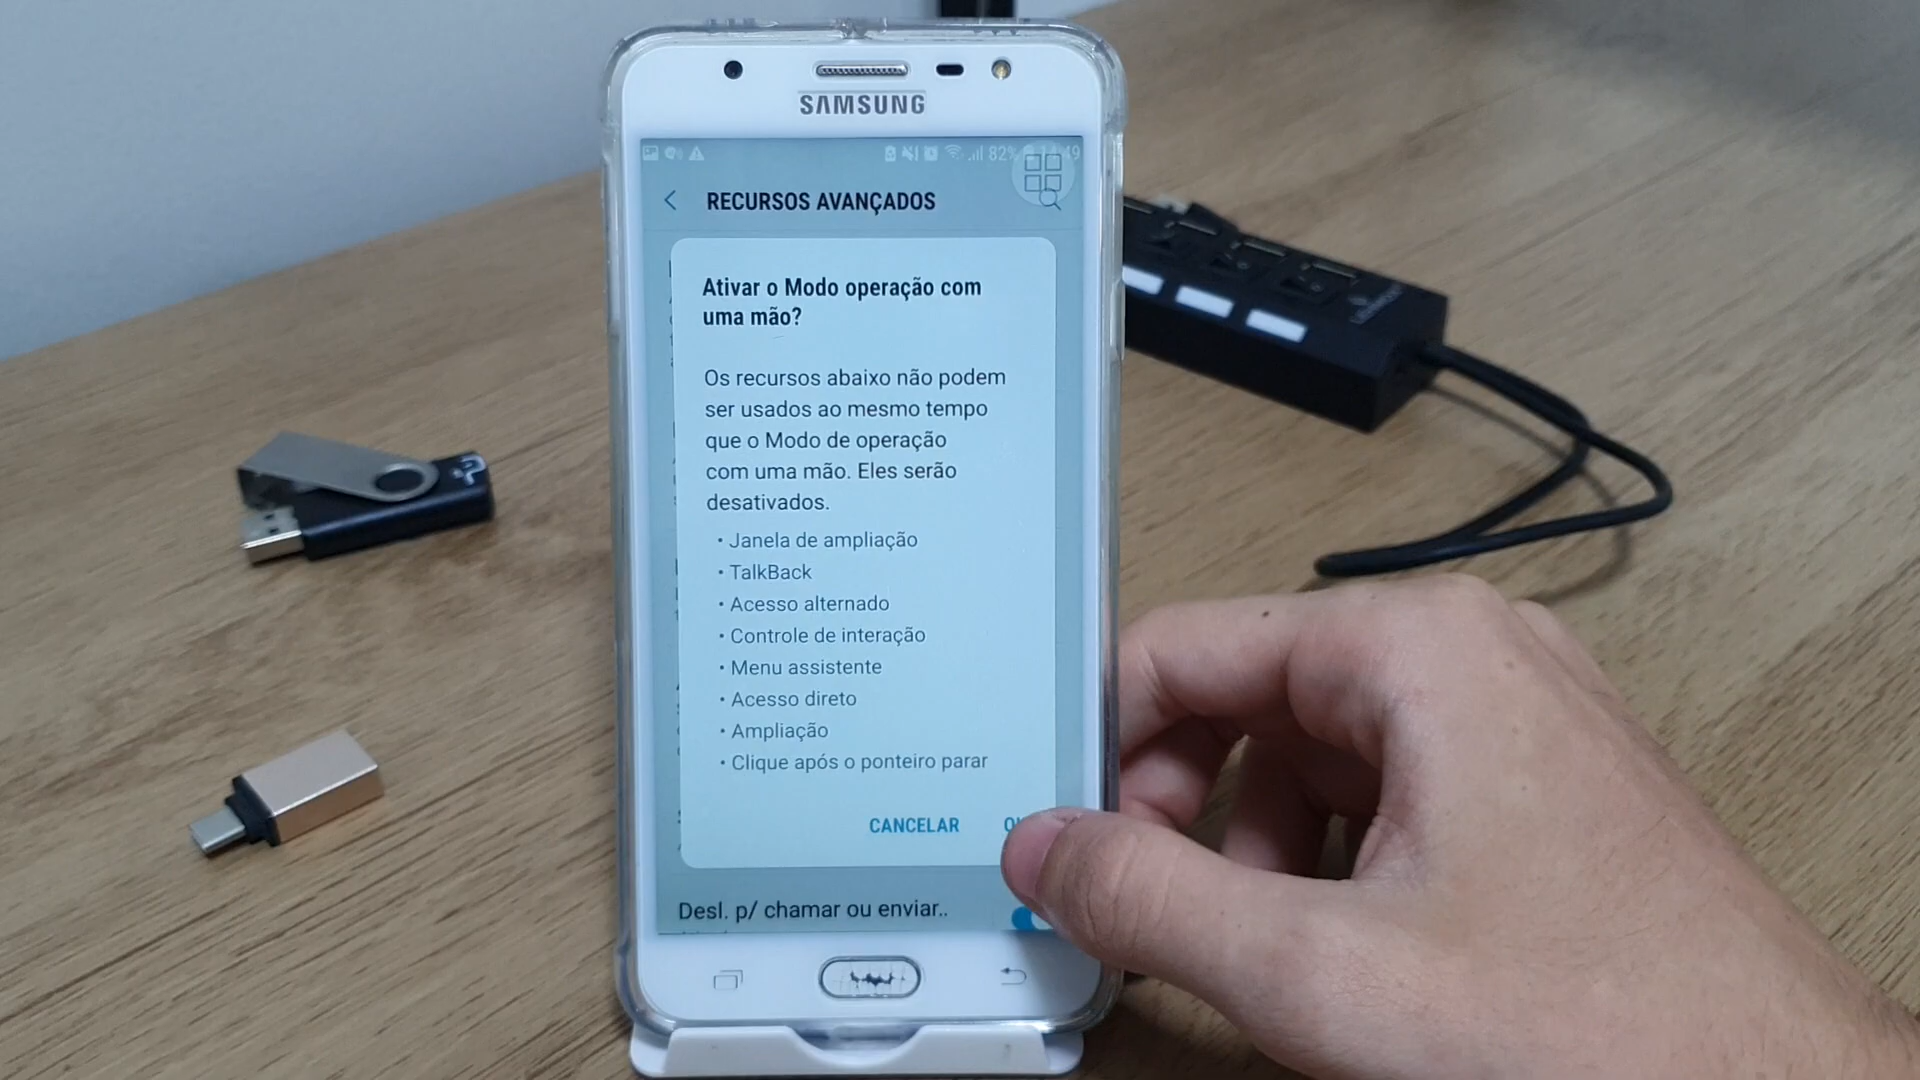 SAMSUNG
82%
RECURSOS AVANÇADOS
Ativar o Modo operação com
uma mão?
Os recursos abaixo não podem
ser usados ao mesmo tempo
que o Modo de operação
com uma mão. Eles serão
desativados.
• Janela de ampliação
• TalkBack
• Acesso alternado
• Controle de interação
• Menu assistente
• Acesso direto
• Ampliação
• Clique após o ponteiro parar
CANCELAR
Desl. p/ chamar ou enviar..